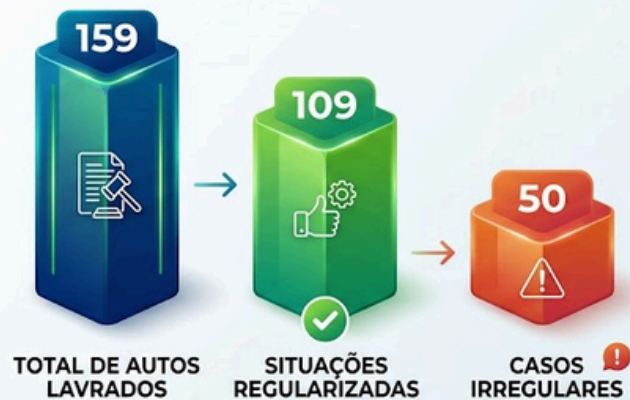 159
109
50
TOTAL DE AUTOS
LAVRADOS
SITUAÇÕES
REGULARIZADAS
CASOS
IRREGULARES